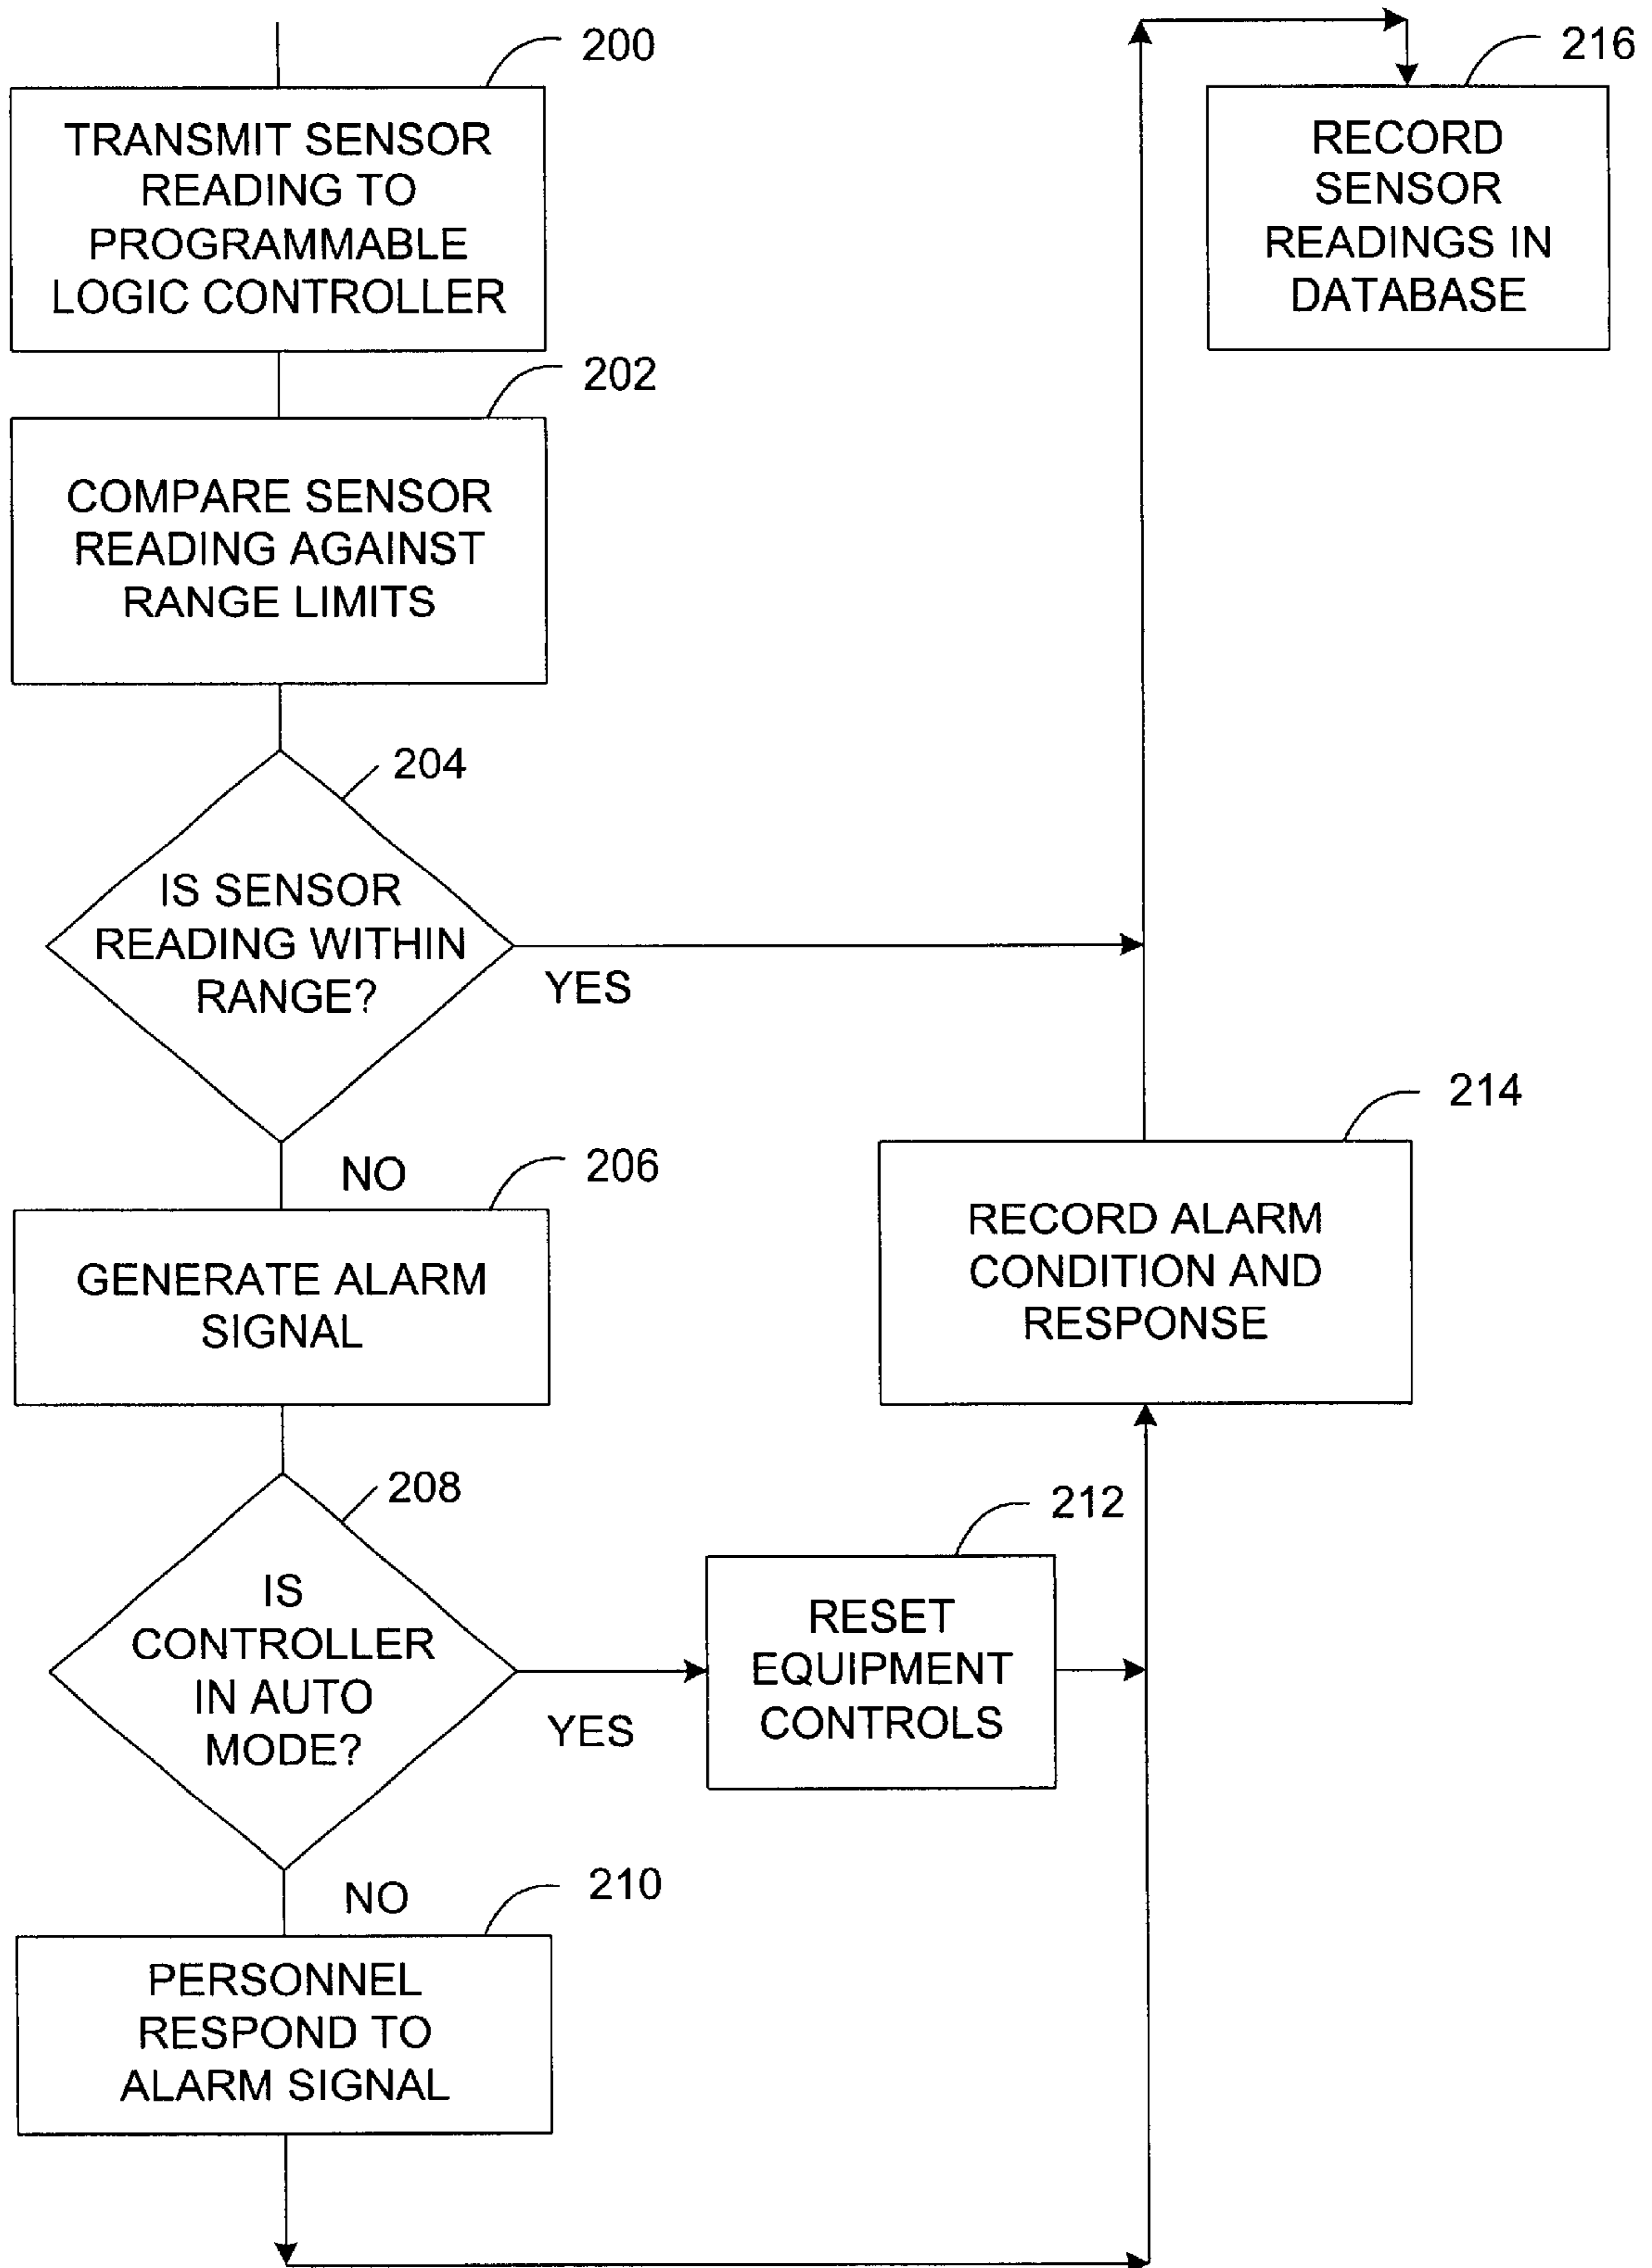 200
TRANSMIT SENSOR
READING TO
PROGRAMMABLE
LOGIC CONTROLLER
202
COMPARE SENSOR
READING AGAINST
RANGE LIMITS
204
IS SENSOR
READING WITHIN
RANGE?
YES
NO
206
GENERATE ALARM
SIGNAL
208
IS
CONTROLLER
IN AUTO
MODE?
YES
NO
210
PERSONNEL
RESPOND TO
ALARM SIGNAL
212
RESET
EQUIPMENT
CONTROLS
214
RECORD ALARM
CONDITION AND
RESPONSE
216
RECORD
SENSOR
READINGS IN
DATABASE